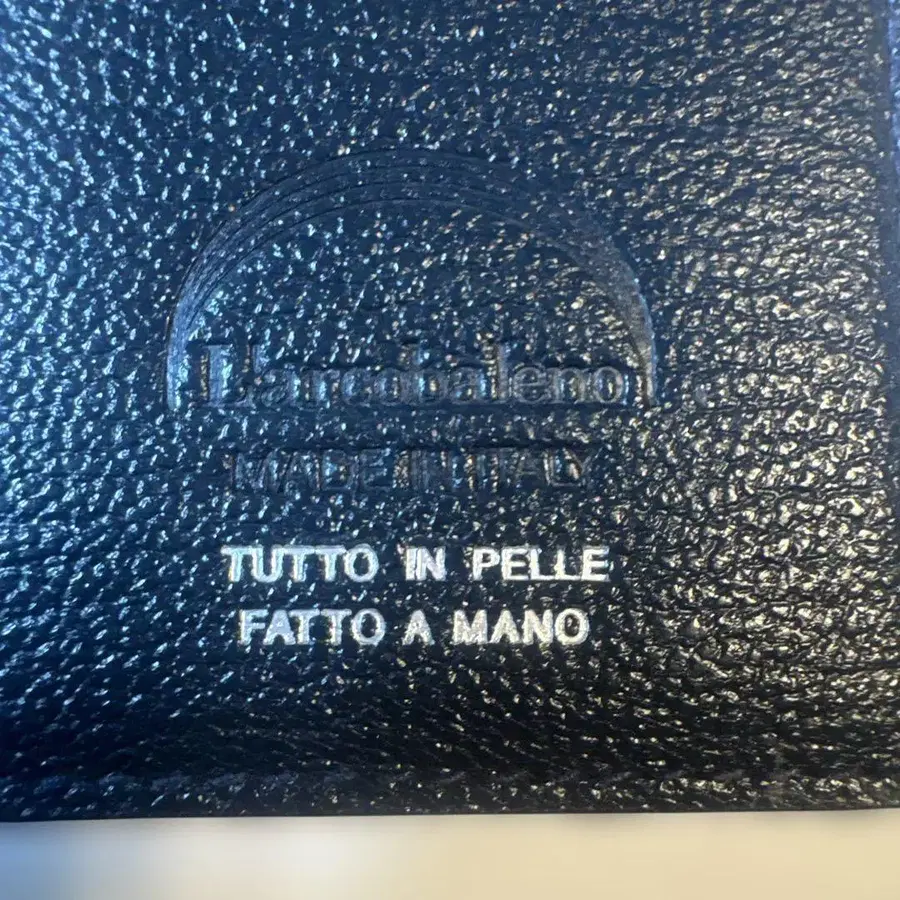 L'arcobaleno
MADE IN ITALY
TUTTO IN PELLE
FATTO A MANO